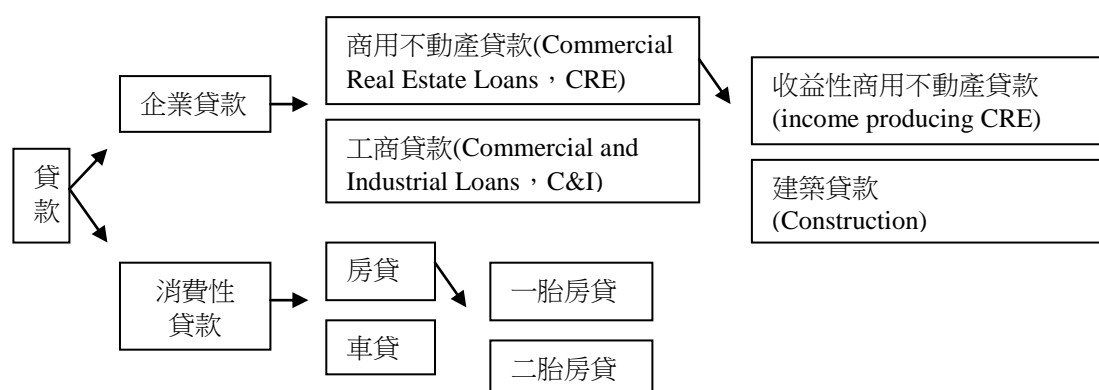 商用不動產貸款(Commercial
Real Estate Loans，CRE)
收益性商用不動產貸款
(income producing CRE)
企業貸款
工商貸款(Commercial and
Industrial Loans，C&I)
貸
款
建築貸款
(Construction)
消費性
貸款
房貸
一胎房貸
車貸
二胎房貸